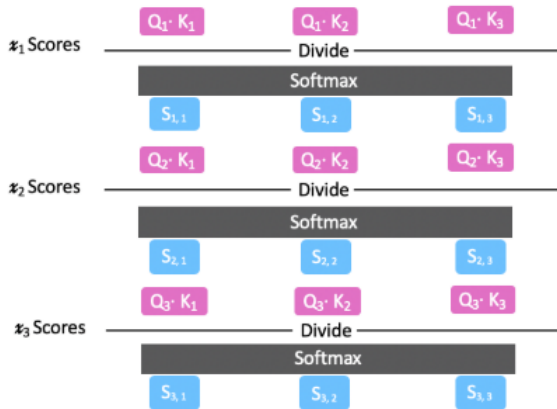 Q₁· K₁ Q₁· K₂ Q₁· K₃
x₁ Scores Divide
Softmax
S₁,₁ S₁,₂ S₁,₃
Q₂· K₁ Q₂· K₂ Q₂· K₃
x₂ Scores Divide
Softmax
S₂,₁ S₂,₂ S₂,₃
Q₃· K₁ Q₃· K₂ Q₃· K₃
x₃ Scores Divide
Softmax
S₃,₁ S₃,₂ S₃,₃